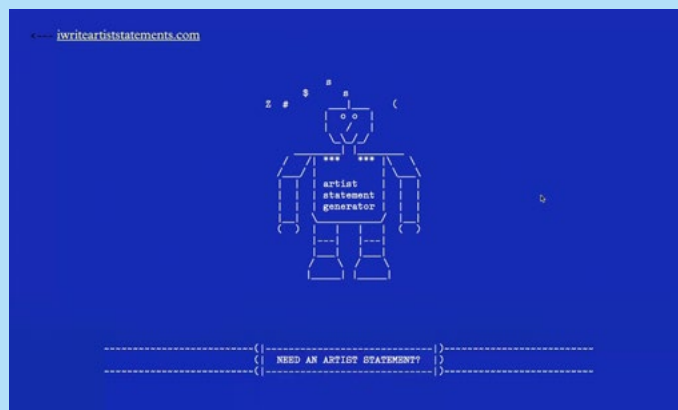 <--- iwriteartiststatements.com
s
$ s
Z # (
o o
*** ***
artist
statement
generator
NEED AN ARTIST STATEMENT?